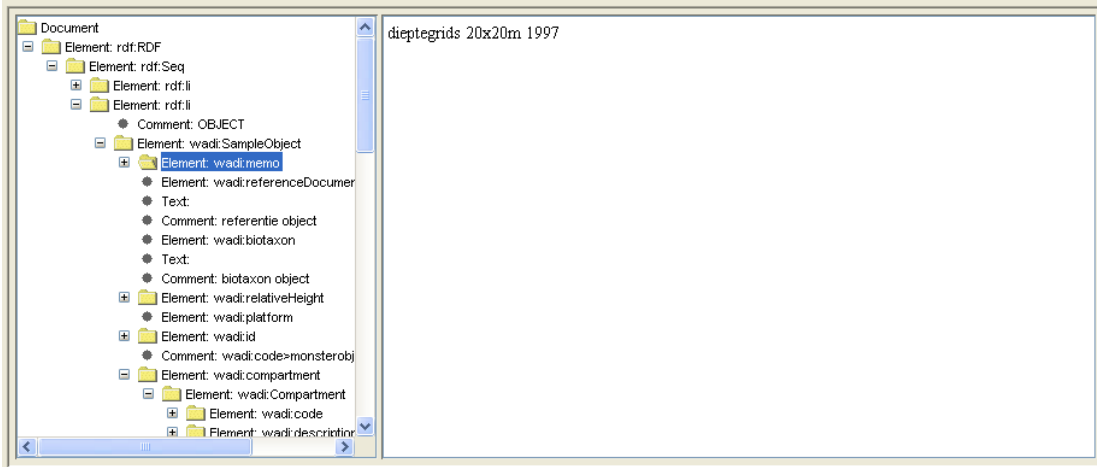 Document
Element: rdf:RDF
Element: rdf:Seq
Element: rdf:li
Element: rdf:li
Comment: OBJECT
Element: wadi:SampleObject
Element: wadi:memo
Element: wadi:referenceDocumer
Text:
Comment: referentie object
Element: wadi:biotaxon
Text:
Comment: biotaxon object
Element: wadi:relativeHeight
Element: wadi:platform
Element: wadi:id
Comment: wadi:code>monsterobj
Element: wadi:compartment
Element: wadi:Compartment
Element: wadi:code
Element: wadi:description
dieptegrids 20x20m 1997